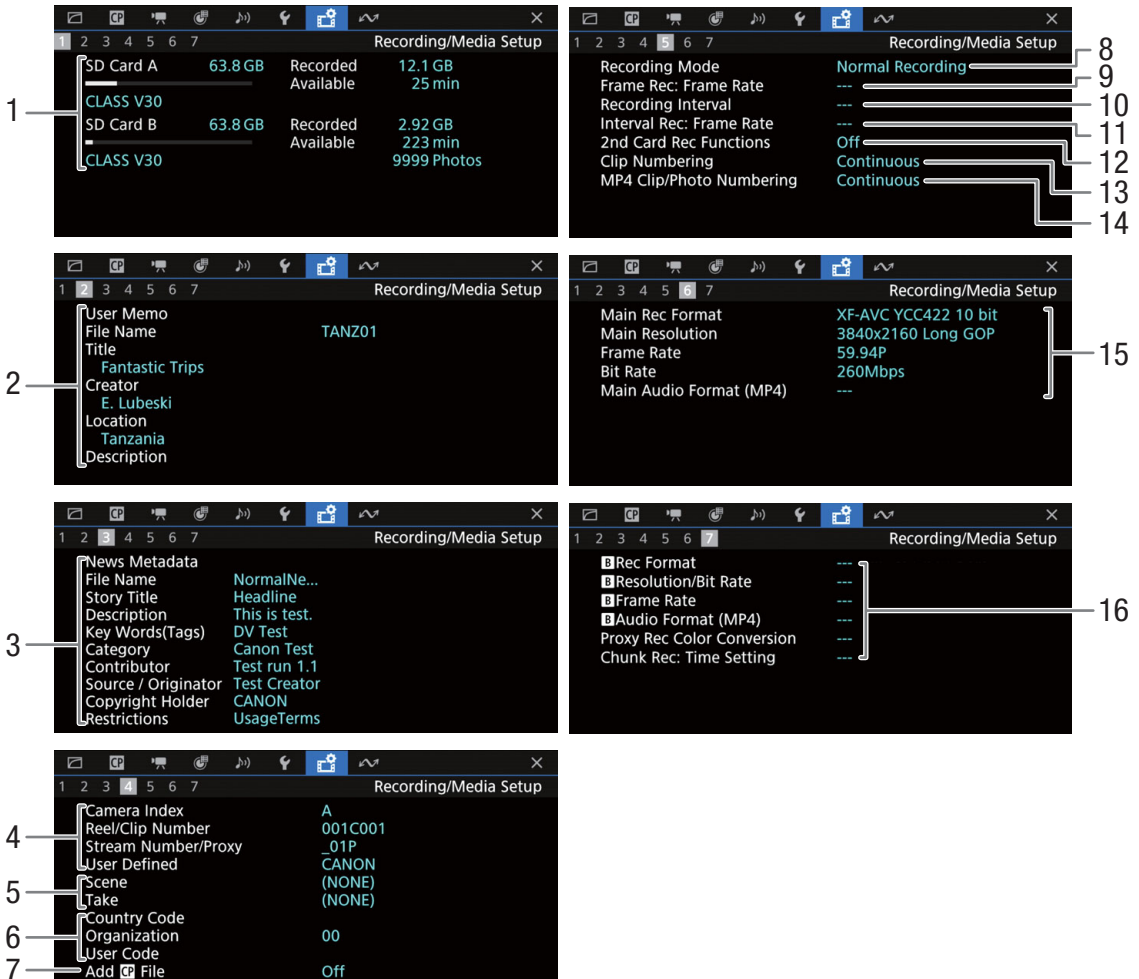 1 2 3 4 5 6 7 Recording/Media Setup
1
SD Card A 63.8 GB Recorded 12.1 GB
Available 25 min
CLASS V30
SD Card B 63.8 GB Recorded 2.92 GB
Available 223 min
CLASS V30 9999 Photos
CP
1 2 3 4 5 6 7 Recording/Media Setup
2
User Memo
File Name TANZ01
Title
Fantastic Trips
Creator
E. Lubeski
Location
Tanzania
Description
CP
1 2 3 4 5 6 7 Recording/Media Setup
3
News Metadata
File Name NormalNe...
Story Title Headline
Description This is test.
Key Words(Tags) DV Test
Category Canon Test
Contributor Test run 1.1
Source / Originator Test Creator
Copyright Holder CANON
Restrictions UsageTerms
CP
1 2 3 4 5 6 7 Recording/Media Setup
4
Camera Index A
Reel/Clip Number 001C001
Stream Number/Proxy _01P
User Defined CANON
5
Scene (NONE)
Take (NONE)
6
Country Code
Organization 00
User Code
7
Add CP File Off
CP
1 2 3 4 5 6 7 Recording/Media Setup
Recording Mode Normal Recording 8
Frame Rec: Frame Rate --- 9
Recording Interval --- 10
Interval Rec: Frame Rate --- 11
2nd Card Rec Functions Off 12
Clip Numbering Continuous 13
MP4 Clip/Photo Numbering Continuous 14
CP
1 2 3 4 5 6 7 Recording/Media Setup
Main Rec Format XF-AVC YCC422 10 bit
Main Resolution 3840x2160 Long GOP
Frame Rate 59.94P
Bit Rate 260Mbps
Main Audio Format (MP4) ---
15
CP
1 2 3 4 5 6 7 Recording/Media Setup
B Rec Format ---
B Resolution/Bit Rate ---
B Frame Rate ---
B Audio Format (MP4) ---
Proxy Rec Color Conversion ---
Chunk Rec: Time Setting ---
16
CP